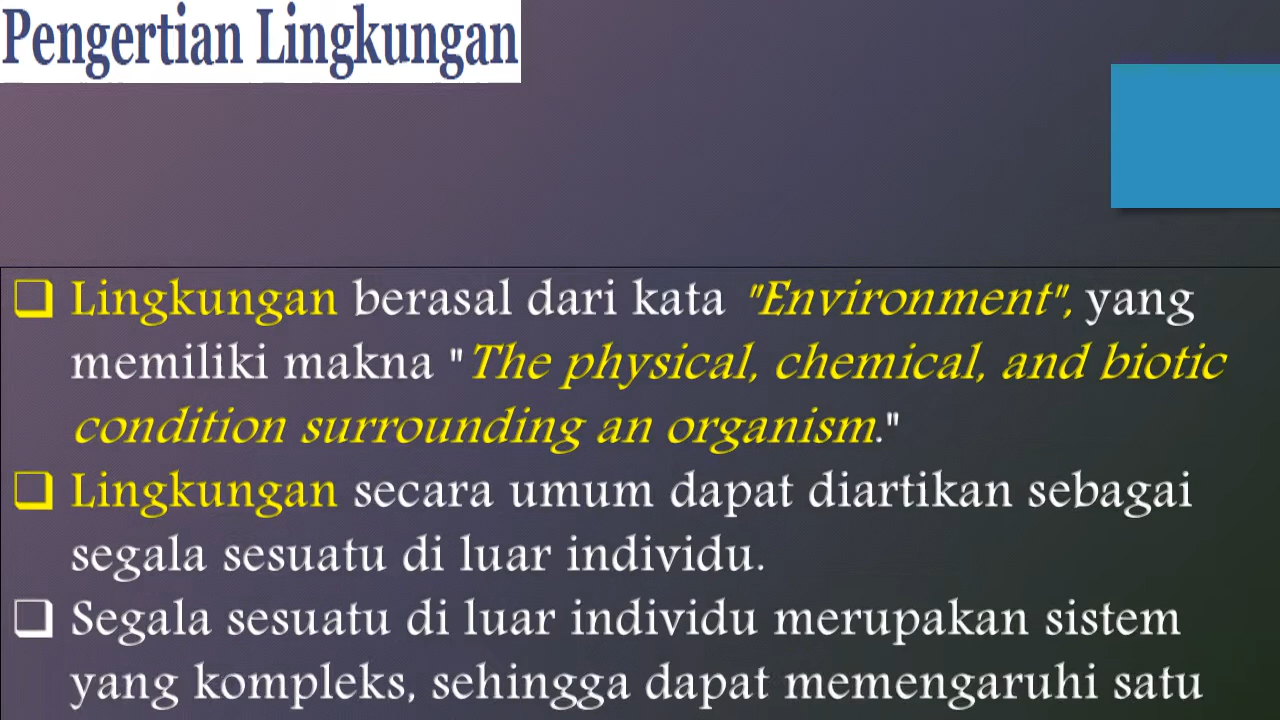 Pengertian Lingkungan
Lingkungan berasal dari kata "Environment", yang
memiliki makna "The physical, chemical, and biotic
condition surrounding an organism."
Lingkungan secara umum dapat diartikan sebagai
segala sesuatu di luar individu.
Segala sesuatu di luar individu merupakan sistem
yang kompleks, sehingga dapat memengaruhi satu